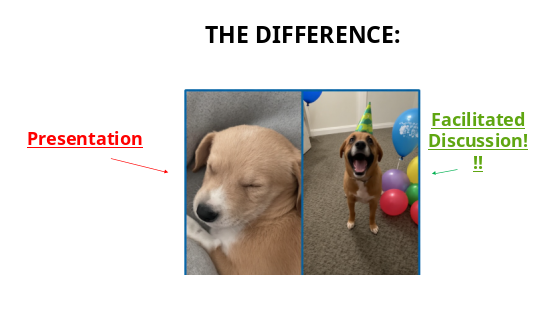 THE DIFFERENCE:
Presentation
Facilitated
Discussion!
!!